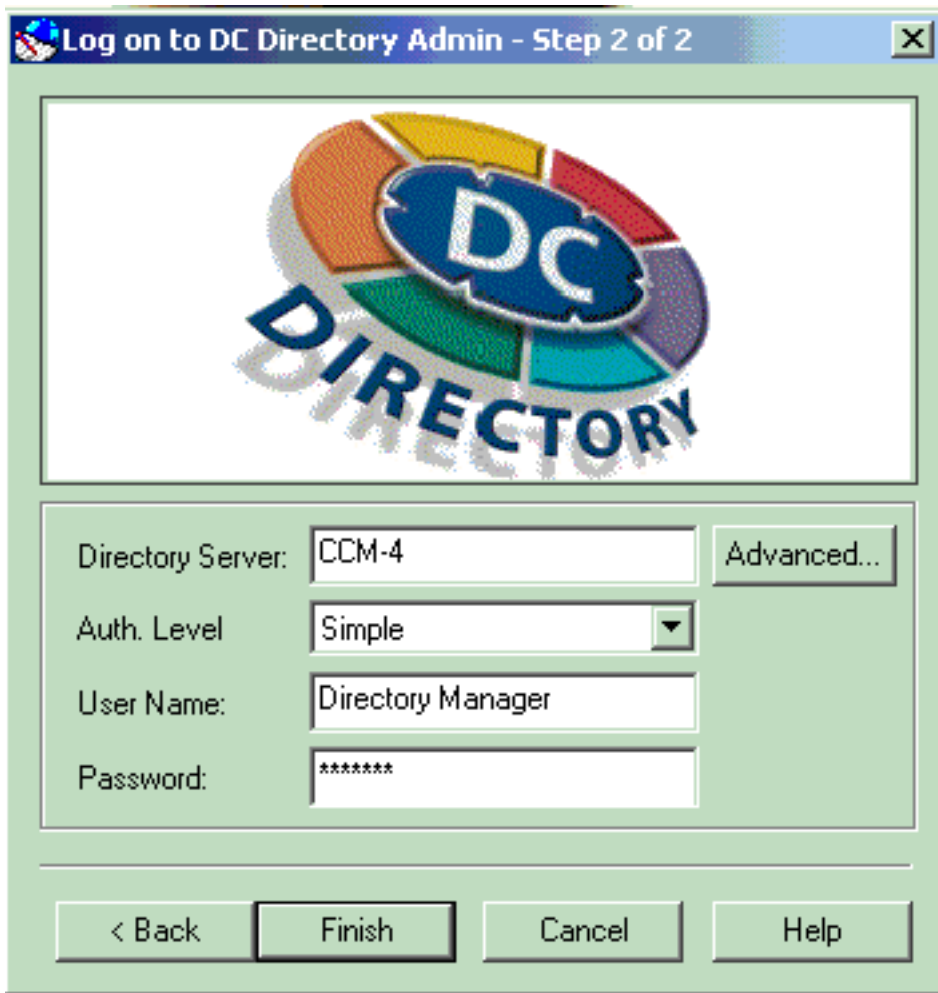 Log on to DC Directory Admin - Step 2 of 2
DC
DIRECTORY
Directory Server: CCM-4 Advanced...
Auth. Level Simple
User Name: Directory Manager
Password: *******
< Back Finish Cancel Help